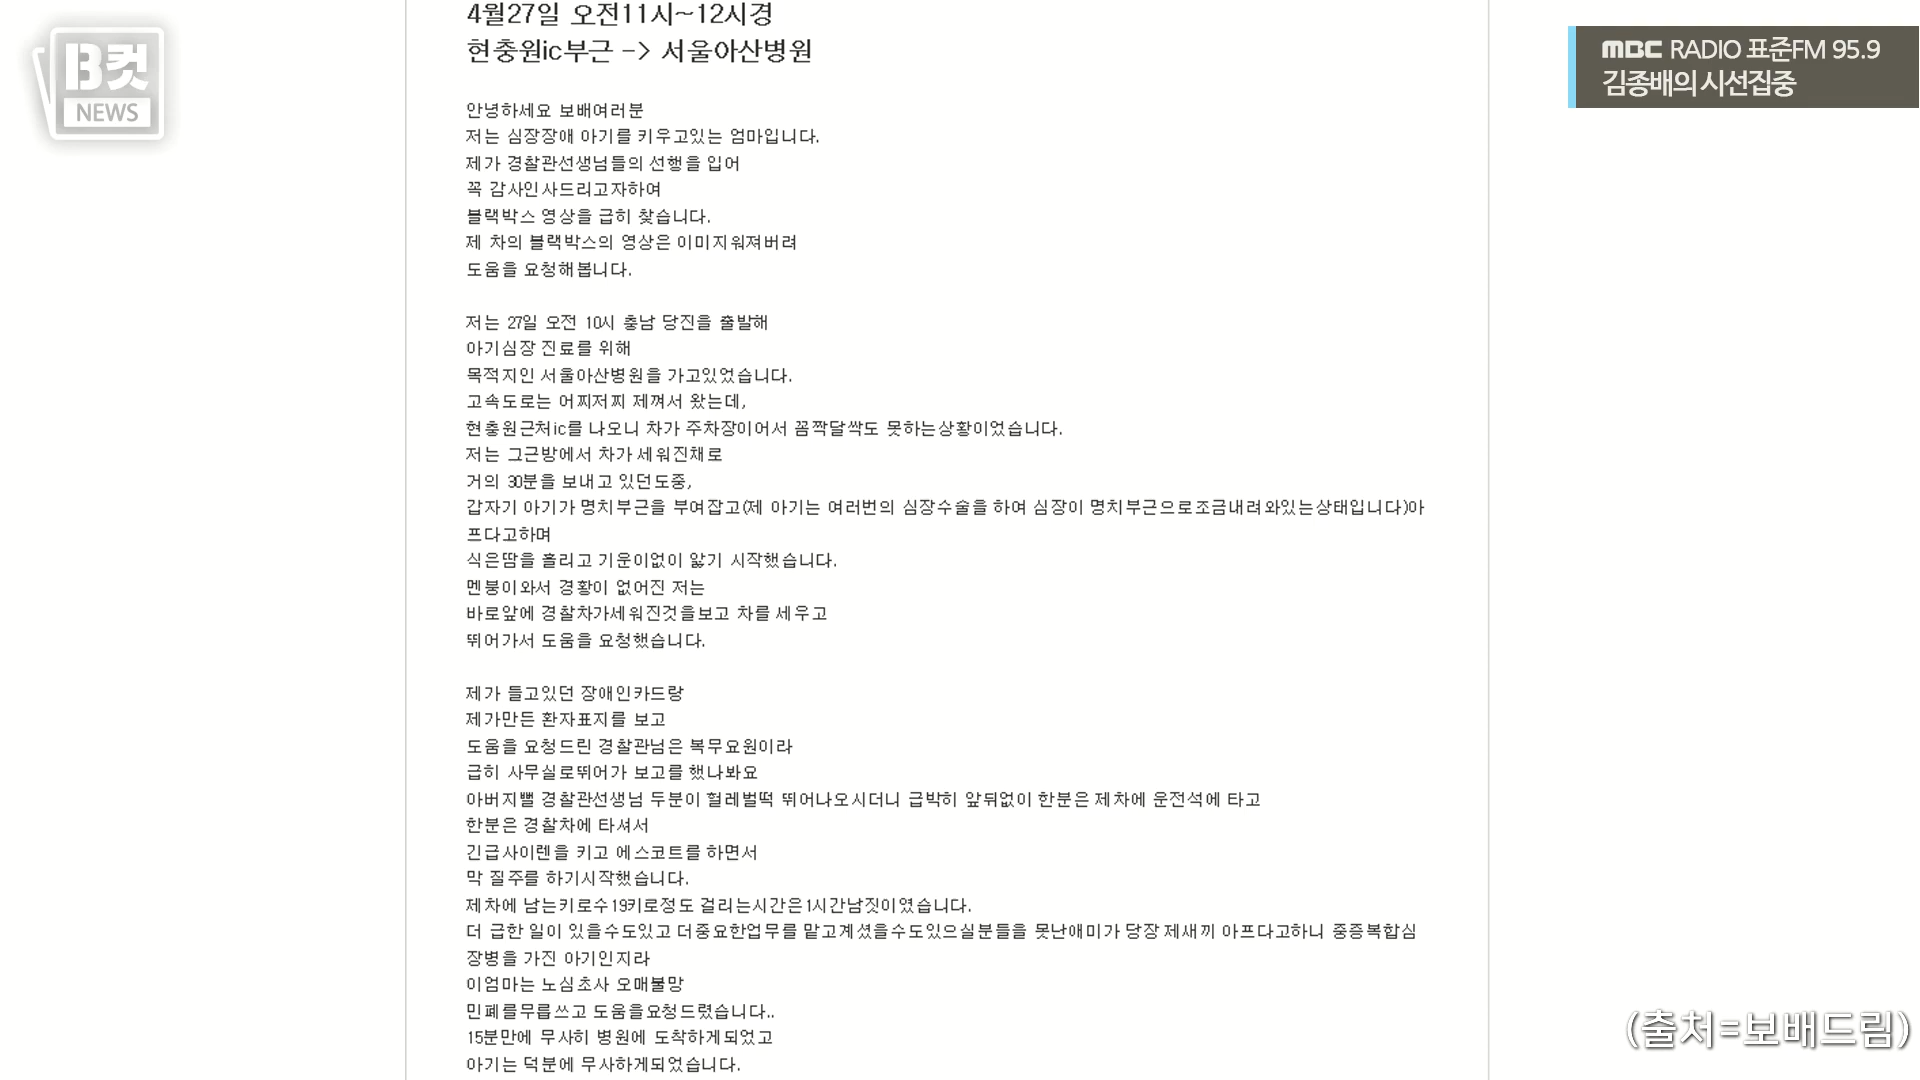 B컷
NEWS
MBC RADIO 표준FM 95.9
김종배의 시선집중
4월27일 오전11시~12시경
현충원ic부근 -> 서울아산병원
안녕하세요 보배여러분
저는 심장장애 아기를 키우고있는 엄마입니다.
제가 경찰관선생님들의 선행을 입어
꼭 감사인사드리고자하여
블랙박스 영상을 급히 찾습니다.
제 차의 블랙박스의 영상은 이미지워져버려
도움을 요청해봅니다.
저는 27일 오전 10시 충남 당진을 출발해
아기심장 진료를 위해
목적지인 서울아산병원을 가고있었습니다.
고속도로는 어찌저찌 제껴서 왔는데,
현충원근처ic를 나오니 차가 주차장이어서 꼼짝달싹도 못하는상황이었습니다.
저는 그근방에서 차가 세워진채로
거의 30분을 보내고 있던도중,
갑자기 아기가 명치부근을 부여잡고(제 아기는 여러번의 심장수술을 하여 심장이 명치부근으로조금내려와있는상태입니다)아
프다고하며
식은땀을 흘리고 기운이없이 앓기 시작했습니다.
멘붕이와서 경황이 없어진 저는
바로앞에 경찰차가세워진것을보고 차를 세우고
뛰어가서 도움을 요청했습니다.
제가 들고있던 장애인카드랑
제가만든 환자표지를 보고
도움을 요청드린 경찰관님은 복무요원이라
급히 사무실로뛰어가 보고를 했나봐요
아버지뻘 경찰관선생님 두분이 헐레벌떡 뛰어나오시더니 급박히 앞뒤없이 한분은 제차에 운전석에 타고
한분은 경찰차에 타셔서
긴급사이렌을 키고 에스코트를 하면서
막 질주를 하기시작했습니다.
제차에 남는키로수19키로정도 걸리는시간은1시간남짓이였습니다.
더 급한 일이 있을수도있고 더중요한업무를 맡고계셨을수도있으실분들을 못난애미가 당장 제새끼 아프다고하니 중증복합심
장병을 가진 아기인지라
이엄마는 노심초사 오매불망
민폐를무릅쓰고 도움을요청드렸습니다..
15분만에 무사히 병원에 도착하게되었고
아기는 덕분에 무사하게되었습니다.
(출처=보배드림)